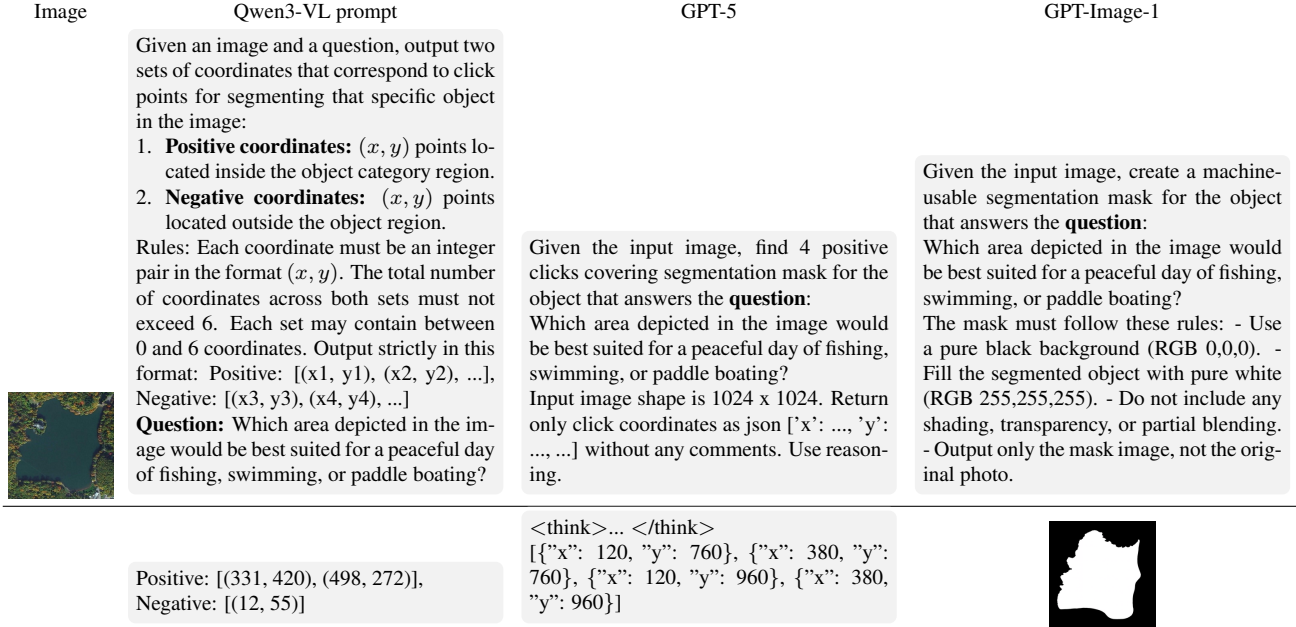 Image
Qwen3-VL prompt
GPT-5
GPT-Image-1
Given an image and a question, output two
sets of coordinates that correspond to click
points for segmenting that specific object
in the image:
1. Positive coordinates: (x, y) points lo-
cated inside the object category region.
2. Negative coordinates: (x, y) points
located outside the object region.
Rules: Each coordinate must be an integer
pair in the format (x, y). The total number
of coordinates across both sets must not
exceed 6. Each set may contain between
0 and 6 coordinates. Output strictly in this
format: Positive: [(x1, y1), (x2, y2), ...],
Negative: [(x3, y3), (x4, y4), ...]
Question: Which area depicted in the im-
age would be best suited for a peaceful day
of fishing, swimming, or paddle boating?
Given the input image, find 4 positive
clicks covering segmentation mask for the
object that answers the question:
Which area depicted in the image would
be best suited for a peaceful day of fishing,
swimming, or paddle boating?
Input image shape is 1024 x 1024. Return
only click coordinates as json ['x': ..., 'y':
..., ...] without any comments. Use reason-
ing.
Given the input image, create a machine-
usable segmentation mask for the object
that answers the question:
Which area depicted in the image would
be best suited for a peaceful day of fishing,
swimming, or paddle boating?
The mask must follow these rules: - Use
a pure black background (RGB 0,0,0). -
Fill the segmented object with pure white
(RGB 255,255,255). - Do not include any
shading, transparency, or partial blending.
- Output only the mask image, not the orig-
inal photo.
Positive: [(331, 420), (498, 272)],
Negative: [(12, 55)]
<think>... </think>
[{"x": 120, "y": 760}, {"x": 380, "y":
760}, {"x": 120, "y": 960}, {"x": 380,
"y": 960}]